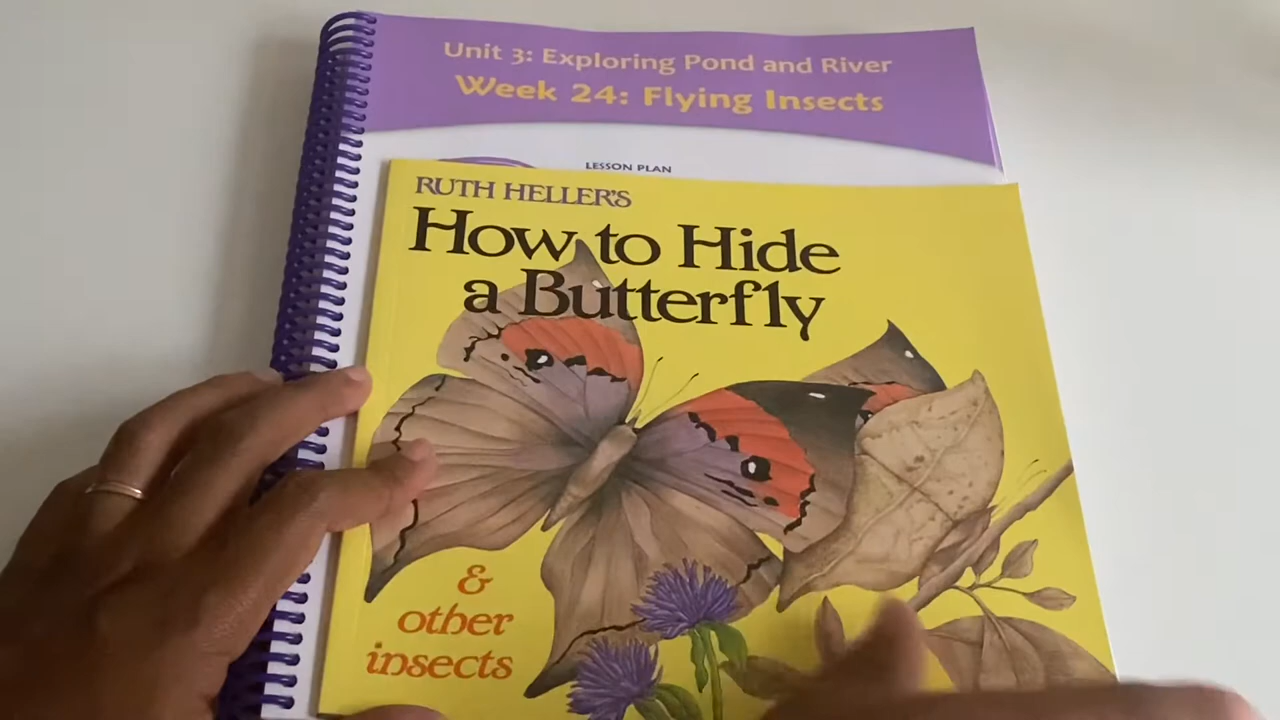 Unit 3: Exploring Pond and River
Week 24: Flying Insects
LESSON PLAN
RUTH HELLER'S
How to Hide
a Butterfly
&
other
insects